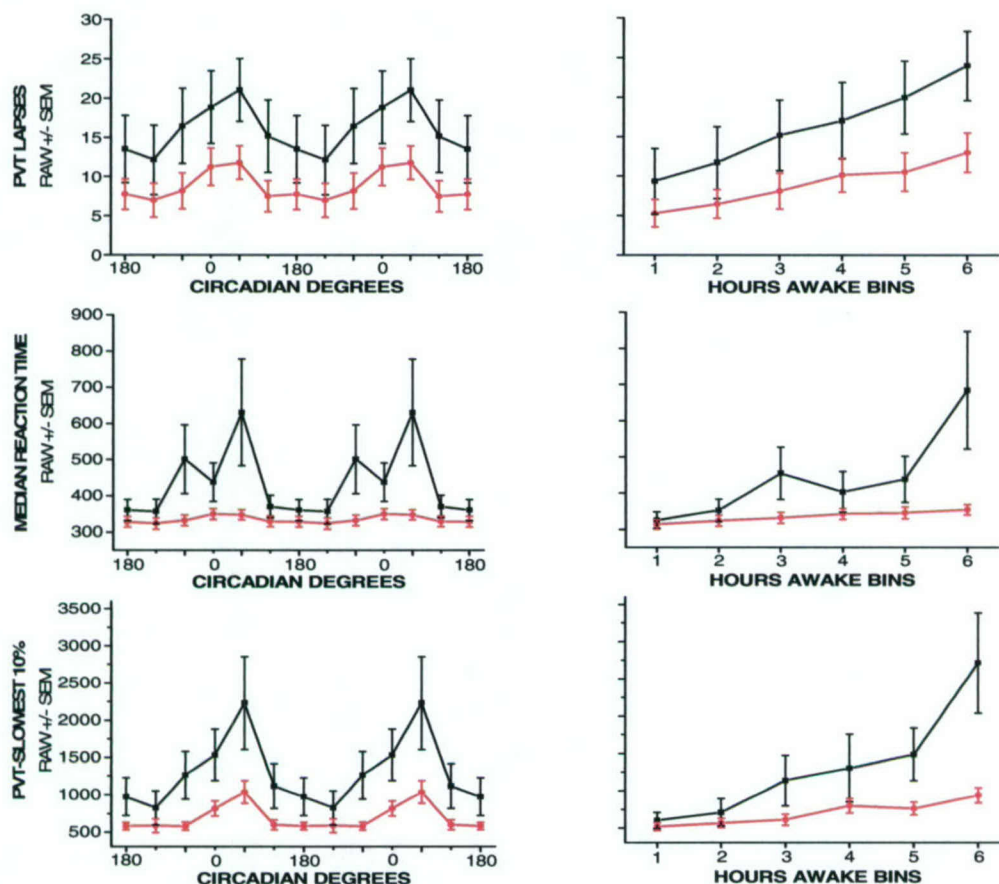 PVT LAPSES
RAW +/- SEM
30
25
20
15
10
5
0
180 0 180 0 180
CIRCADIAN DEGREES
1 2 3 4 5 6
HOURS AWAKE BINS
MEDIAN REACTION TIME
RAW +/- SEM
900
800
700
600
500
400
300
180 0 180 0 180
CIRCADIAN DEGREES
1 2 3 4 5 6
HOURS AWAKE BINS
PVT-SLOWEST 10%
RAW +/- SEM
3500
3000
2500
2000
1500
1000
500
180 0 180 0 180
CIRCADIAN DEGREES
1 2 3 4 5 6
HOURS AWAKE BINS